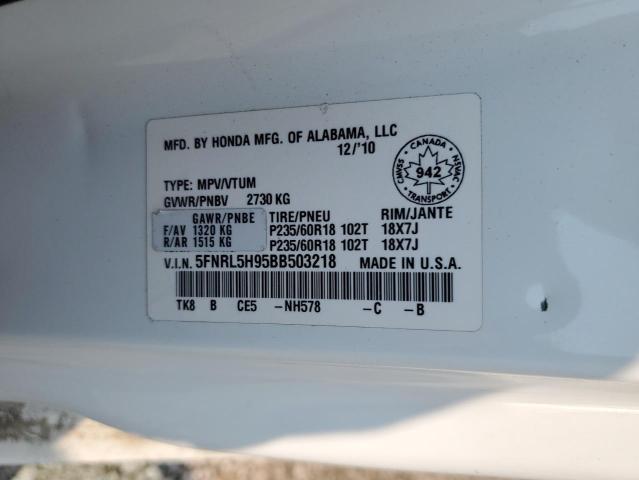 MFD. BY HONDA MFG. OF ALABAMA, LLC
12/'10
CANADA
CMVSS
NSVAC
942
TRANSPORT
TYPE: MPV/VTUM
GVWR/PNBV 2730 KG
GAWR/PNBE TIRE/PNEU RIM/JANTE
F/AV 1320 KG P235/60R18 102T 18X7J
R/AR 1515 KG P235/60R18 102T 18X7J
V.I.N. 5FNRL5H95BB503218 MADE IN U.S.A.
TK8 B CE5 -NH578 -C -B